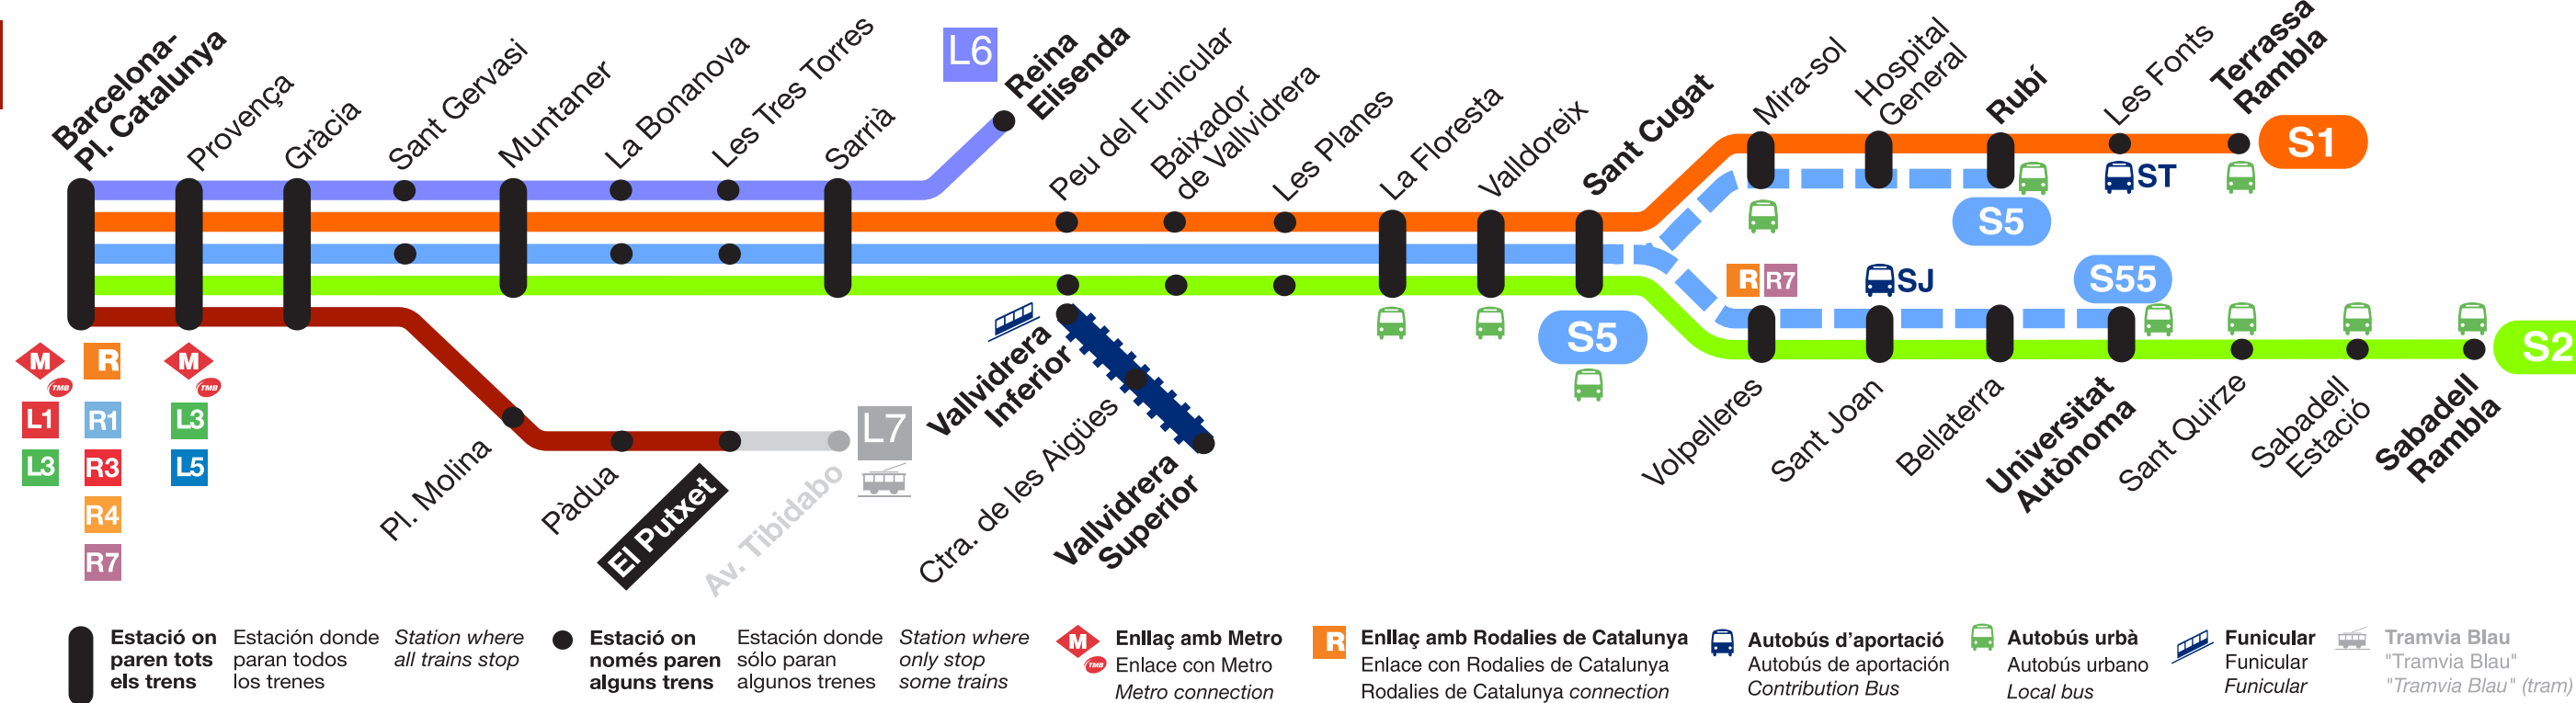 Barcelona-
Pl. Catalunya
Provença
Gràcia
Sant Gervasi
Muntaner
La Bonanova
Les Tres Torres
Sarrià
L6
Reina
Elisenda
Peu del Funicular
Baixador
de Vallvidrera
Les Planes
La Floresta
Valldoreix
Sant Cugat
Mira-sol
Hospital
General
Rubí
Les Fonts
Terrassa
Rambla
S1
ST
S5
R R7
SJ
S55
S5
S2
M
TMB
L1
L3
R
R1
R3
R4
R7
M
TMB
L3
L5
Pl. Molina
Pàdua
El Putxet
Av. Tibidabo
L7
Vallvidrera
Inferior
Ctra. de les Aigües
Vallvidrera
Superior
Volpelleres
Sant Joan
Bellaterra
Universitat
Autònoma
Sant Quirze
Sabadell
Estació
Sabadell
Rambla
Estació on
paren tots
els trens
Estación donde
paran todos
los trenes
Station where
all trains stop
Estació on
només paren
alguns trens
Estación donde
sólo paran
algunos trenes
Station where
only stop
some trains
M
TMB
Enllaç amb Metro
Enlace con Metro
Metro connection
R
Enllaç amb Rodalies de Catalunya
Enlace con Rodalies de Catalunya
Rodalies de Catalunya connection
Autobús d'aportació
Autobús de aportación
Contribution Bus
Autobús urbà
Autobús urbano
Local bus
Funicular
Funicular
Funicular
Tramvia Blau
"Tramvia Blau"
"Tramvia Blau" (tram)